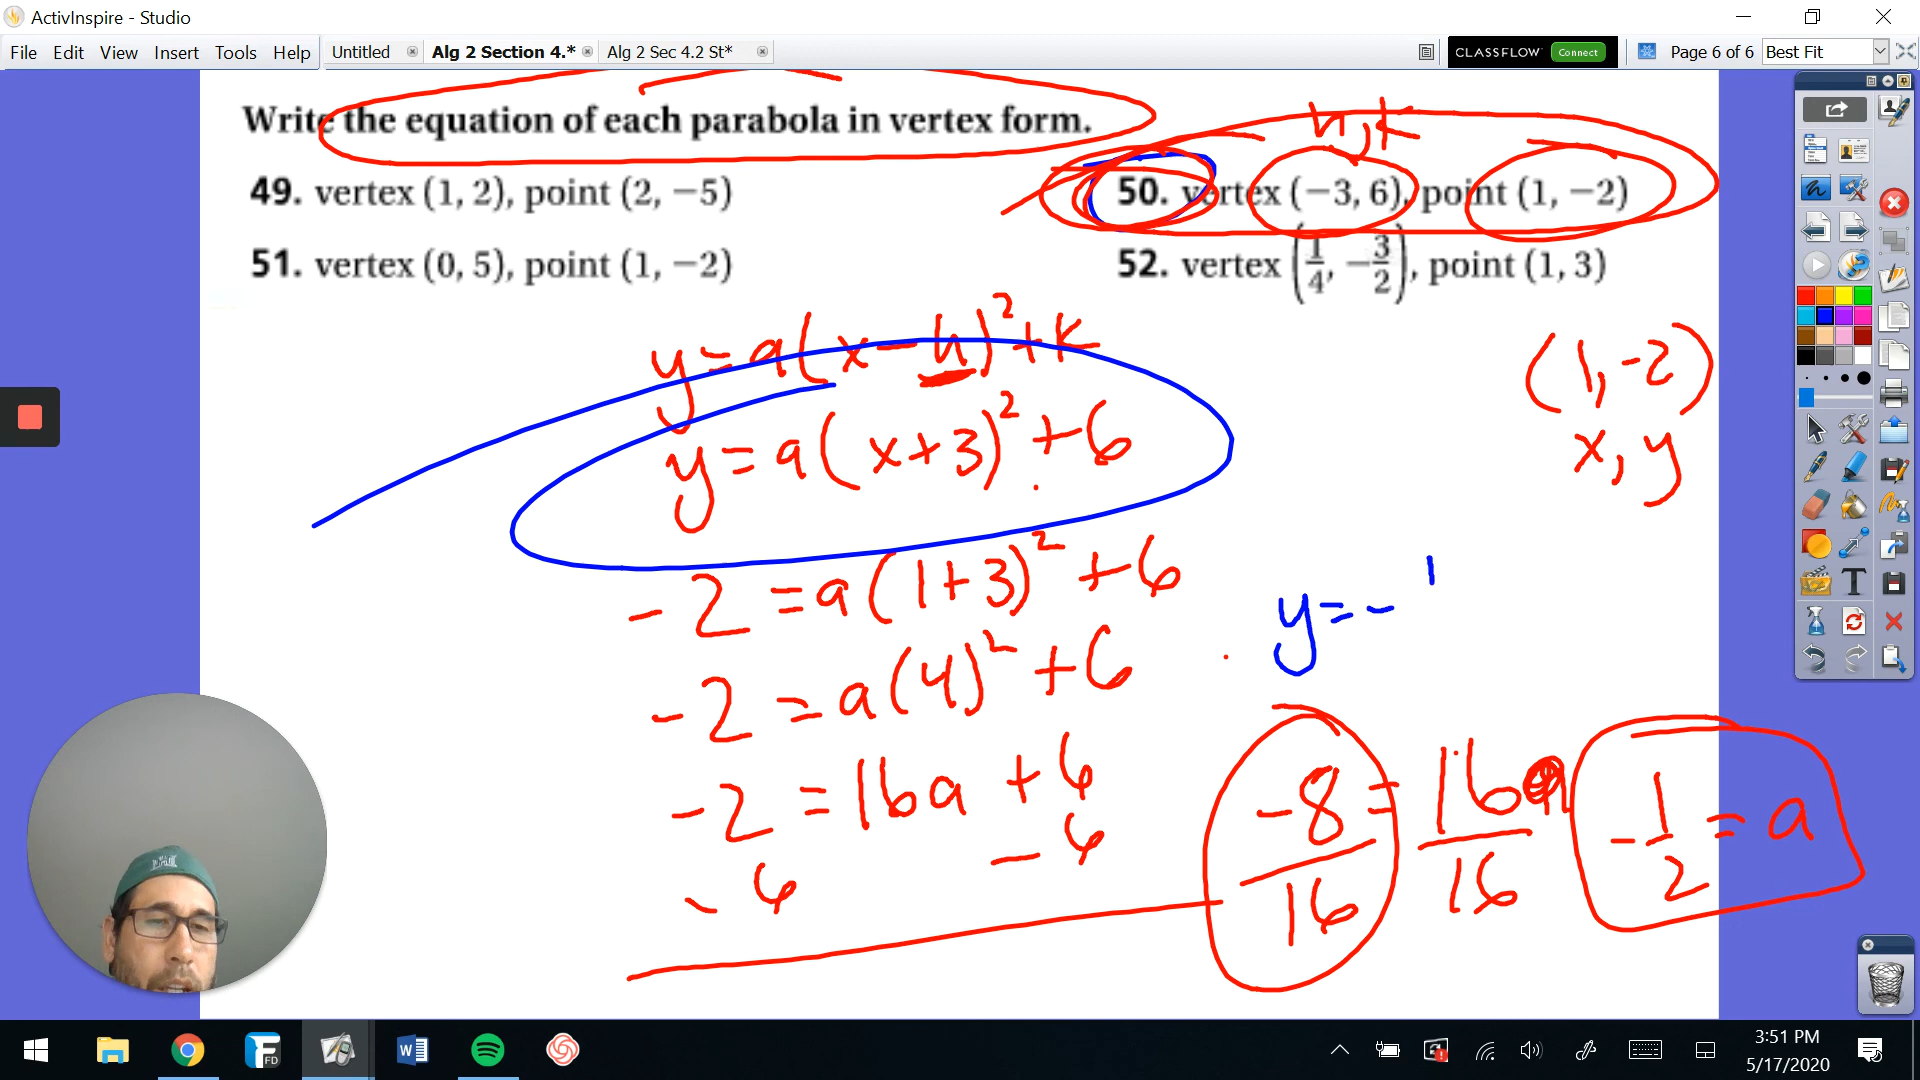 ActivInspire - Studio
File Edit View Insert Tools Help
Untitled Alg 2 Section 4.* Alg 2 Sec 4.2 St*
CLASSFLOW Connect Page 6 of 6 Best Fit
Write the equation of each parabola in vertex form.
h, k
49. vertex (1, 2), point (2, −5)
50. vertex (−3, 6), point (1, −2)
51. vertex (0, 5), point (1, −2)
52. vertex (1/4, −3/2), point (1, 3)
y = a(x − h)² + k
(1, -2)
x, y
y = a(x + 3)² + 6
-2 = a(1 + 3)² + 6
y = - 1
-2 = a(4)² + 6
-2 = 16a + 6
-6 -6
-8/16 = 16a/16
-1/2 = a
FD
3:51 PM
5/17/2020